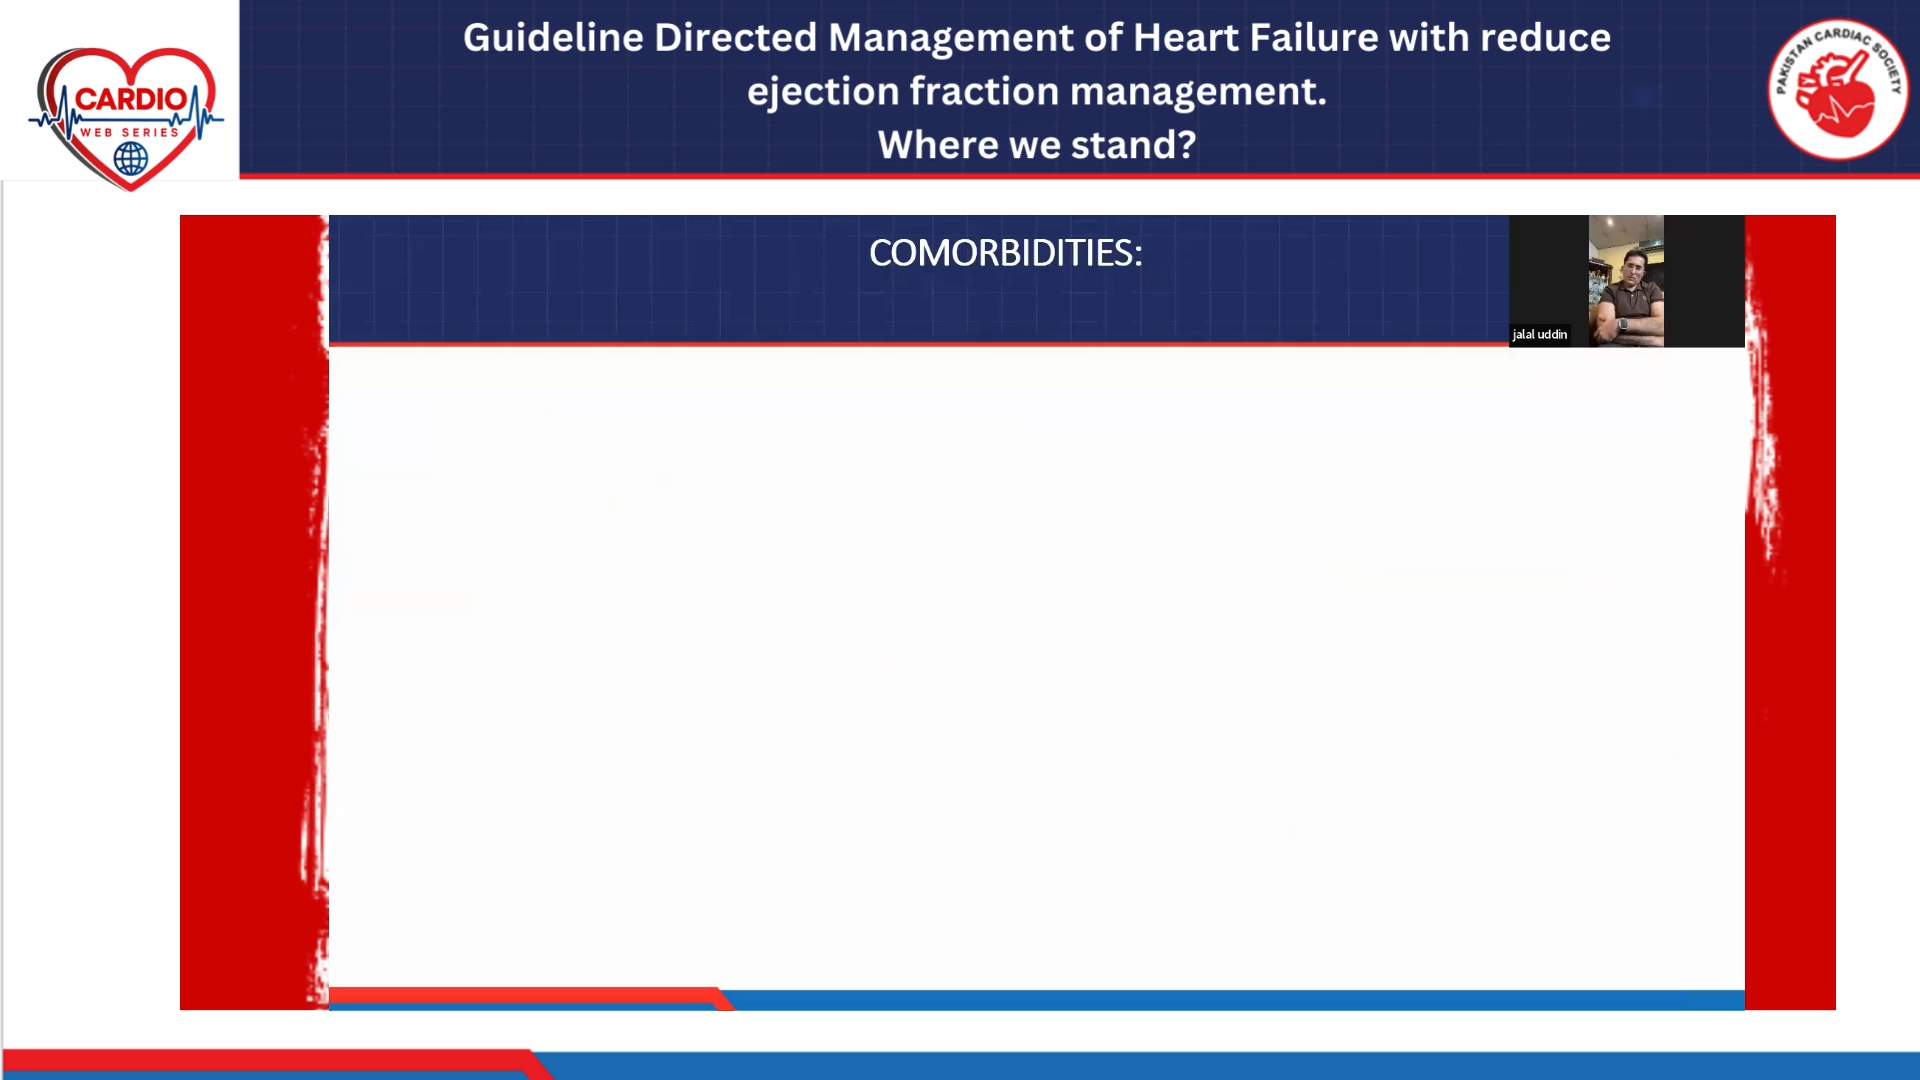 Guideline Directed Management of Heart Failure with reduce
ejection fraction management.
Where we stand?
CARDIO
WEB SERIES
PAKISTAN CARDIAC SOCIETY
COMORBIDITIES:
jalal uddin